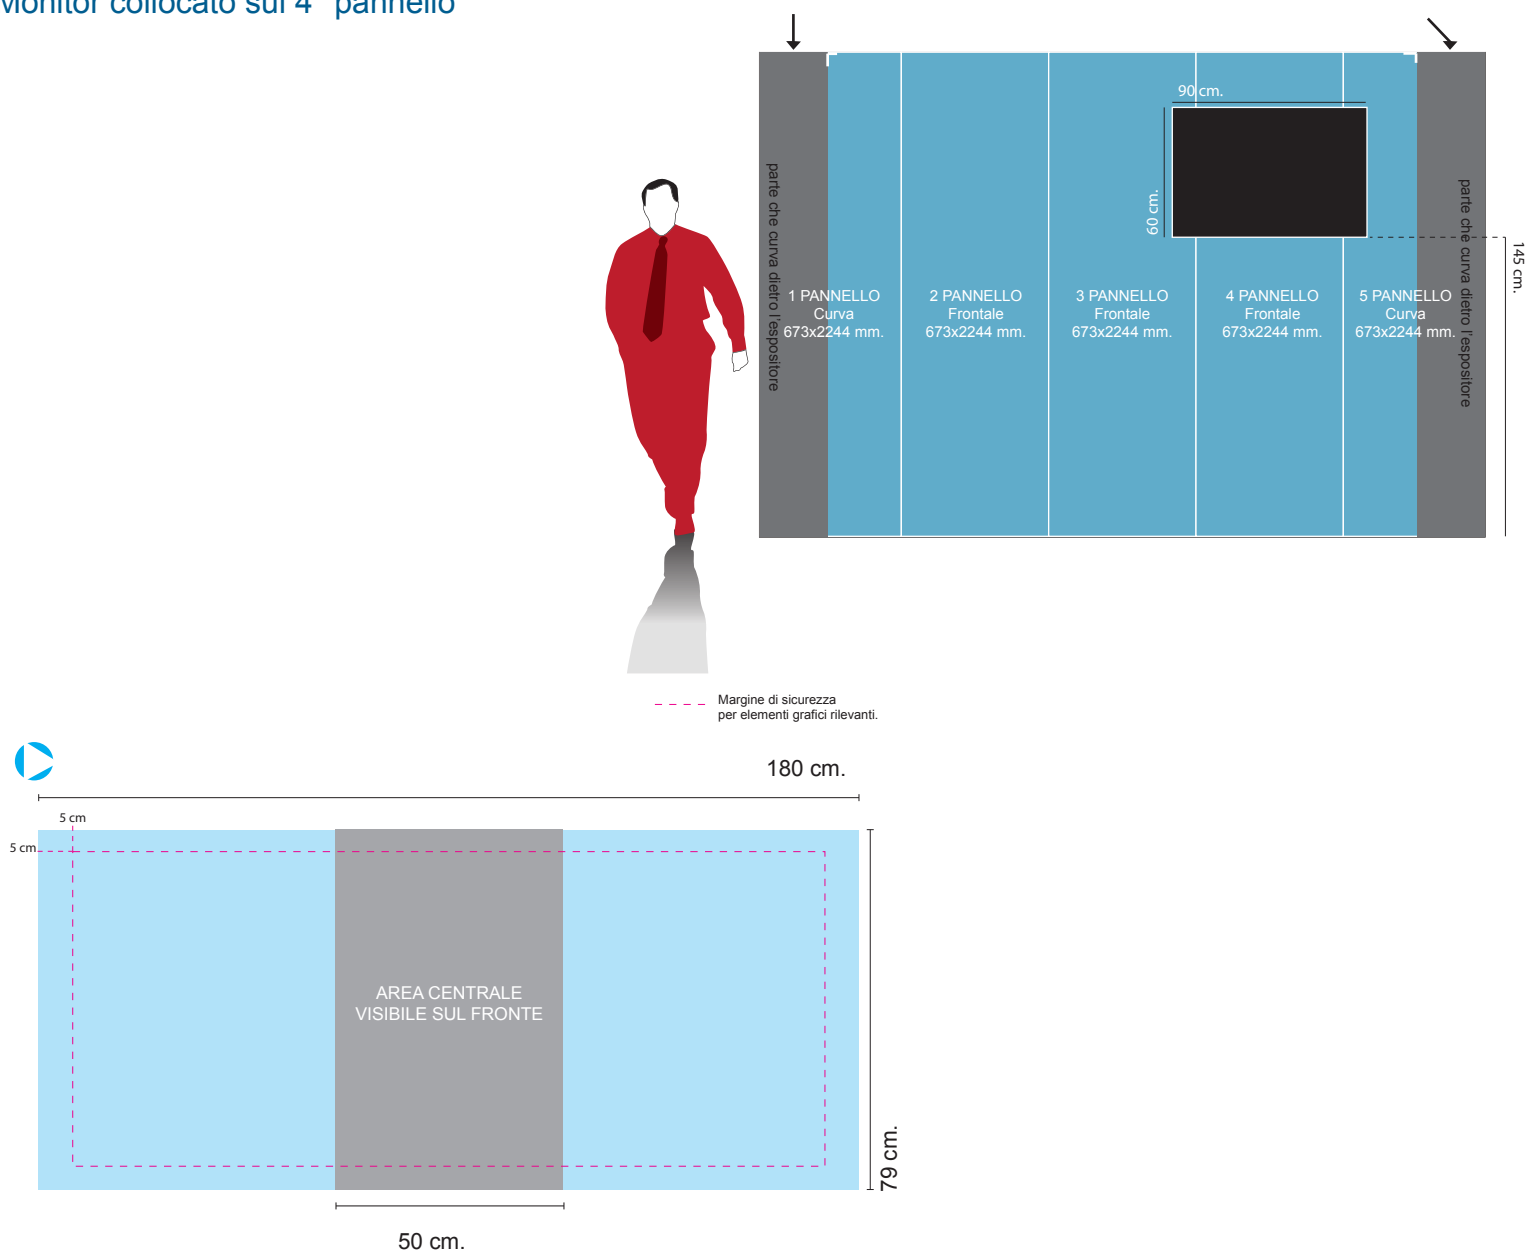 Monitor collocato sul 4° pannello
90 cm.
60 cm.
145 cm.
parte che curva dietro l'espositore
1 PANNELLO
Curva
673x2244 mm.
2 PANNELLO
Frontale
673x2244 mm.
3 PANNELLO
Frontale
673x2244 mm.
4 PANNELLO
Frontale
673x2244 mm.
5 PANNELLO
Curva
673x2244 mm.
parte che curva dietro l'espositore
Margine di sicurezza
per elementi grafici rilevanti.
180 cm.
5 cm
5 cm
AREA CENTRALE
VISIBILE SUL FRONTE
79 cm.
50 cm.